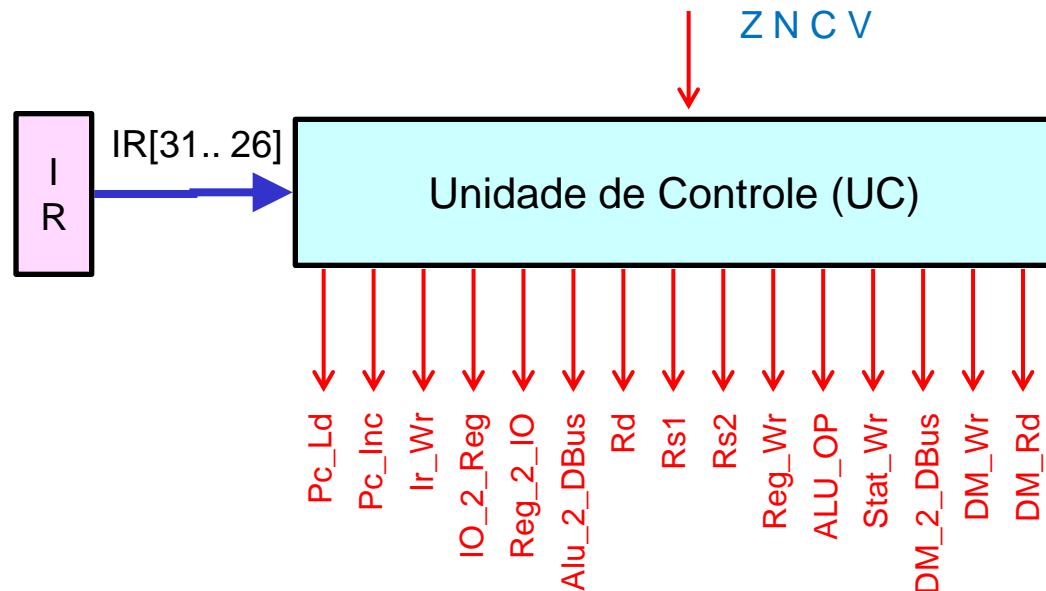 Z N C V
IR[31.. 26]
I
R
Unidade de Controle (UC)
Pc_Ld
Pc_Inc
Ir_Wr
IO_2_Reg
Reg_2_IO
Alu_2_DBus
Rd
Rs1
Rs2
Reg_Wr
ALU_OP
Stat_Wr
DM_2_DBus
DM_Wr
DM_Rd